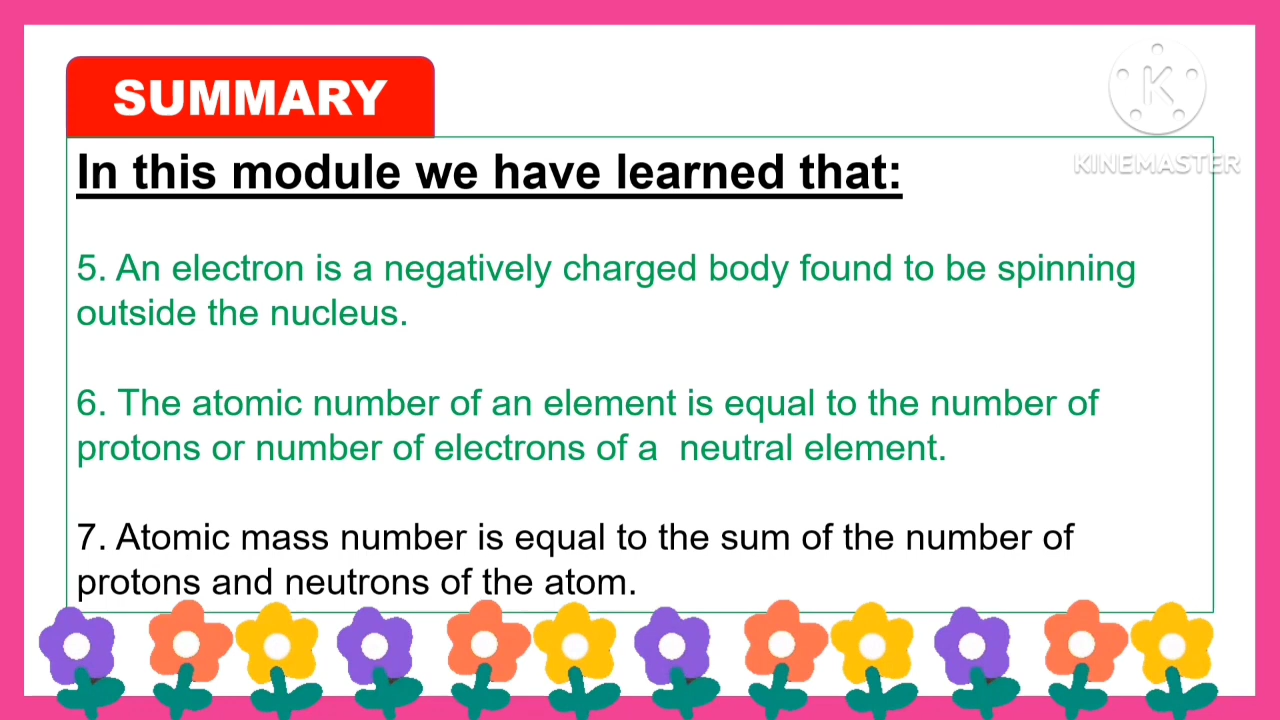 SUMMARY
K
KINEMASTER
In this module we have learned that:
5. An electron is a negatively charged body found to be spinning
outside the nucleus.
6. The atomic number of an element is equal to the number of
protons or number of electrons of a  neutral element.
7. Atomic mass number is equal to the sum of the number of
protons and neutrons of the atom.